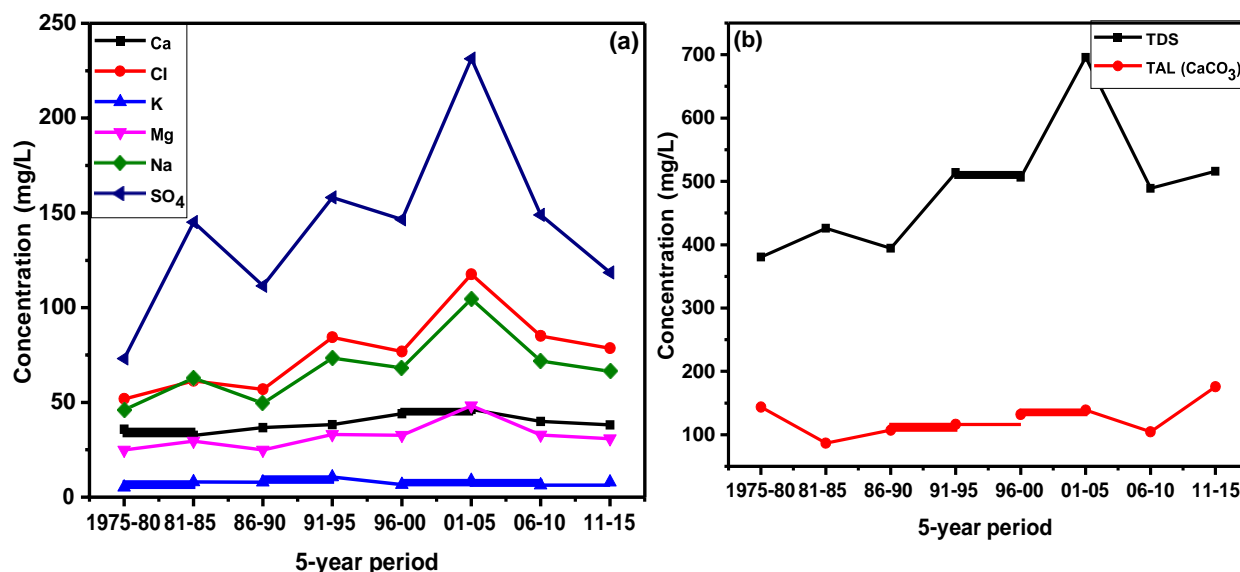 (a)
Ca
Cl
K
Mg
Na
SO4
Concentration (mg/L)
250
200
150
100
50
0
1975-80 81-85 86-90 91-95 96-00 01-05 06-10 11-15
5-year period
(b)
TDS
TAL (CaCO3)
Concentration (mg/L)
700
600
500
400
300
200
100
1975-80 81-85 86-90 91-95 96-00 01-05 06-10 11-15
5-year period